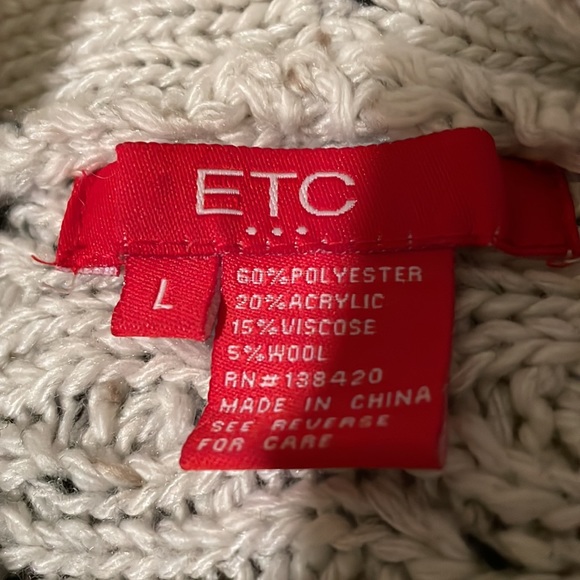 ETC
...
L
60%POLYESTER
20%ACRYLIC
15%VISCOSE
5%WOOL
RN#138420
MADE IN CHINA
SEE REVERSE
FOR CARE